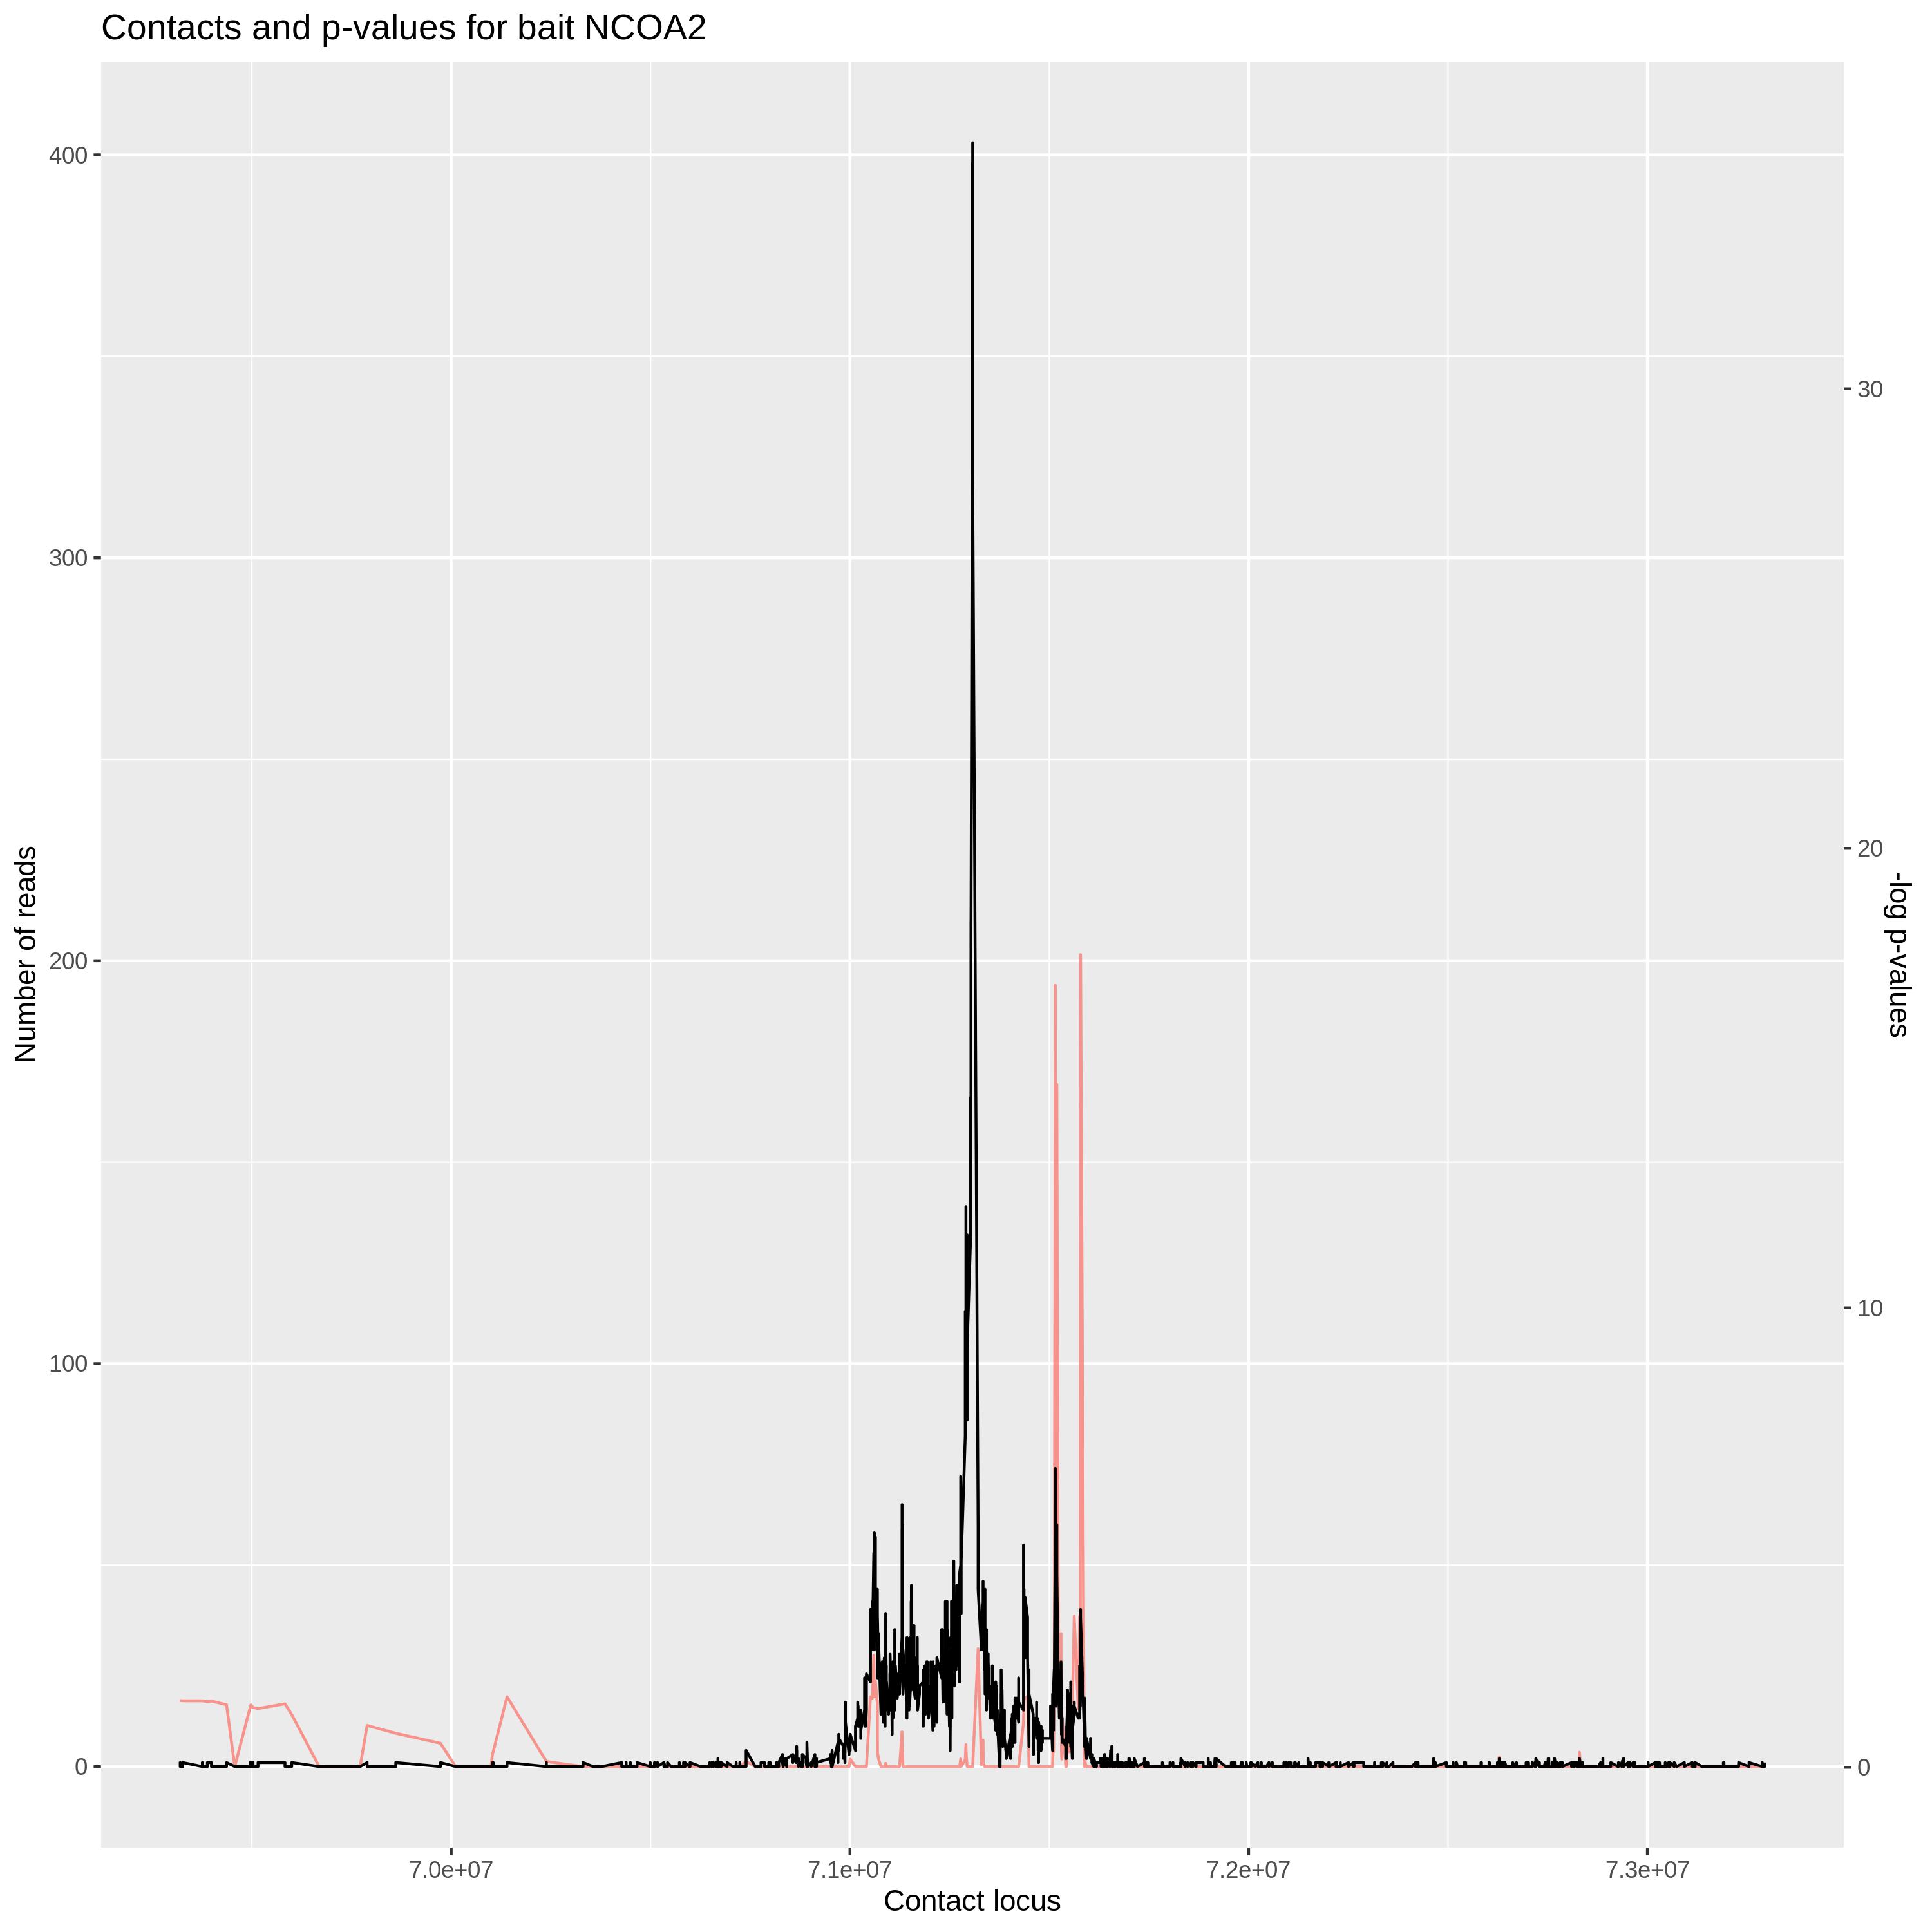 Contacts and p-values for bait NCOA2
400
300
200
100
0
Number of reads
30
20
10
0
-log p-values
7.0e+07
7.1e+07
7.2e+07
7.3e+07
Contact locus